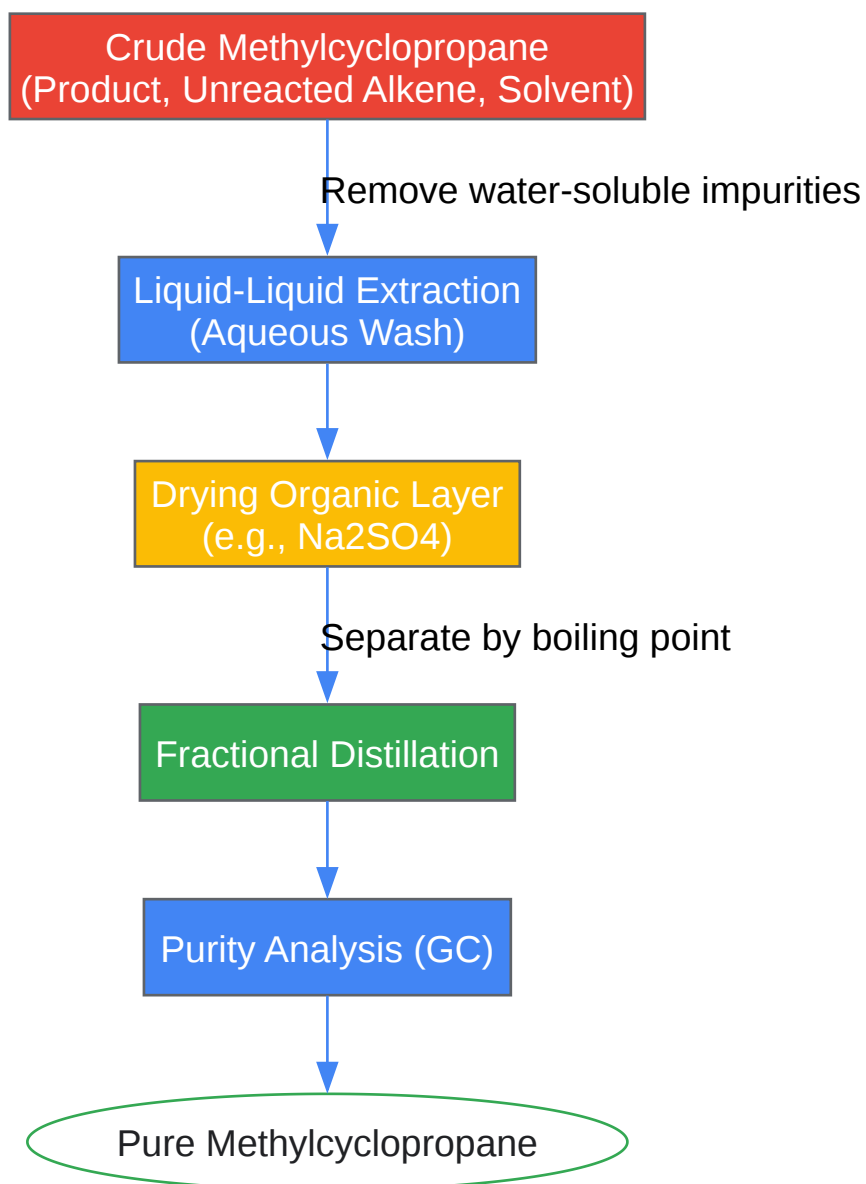 Crude Methylcyclopropane
(Product, Unreacted Alkene, Solvent)
Remove water-soluble impurities
Liquid-Liquid Extraction
(Aqueous Wash)
Drying Organic Layer
(e.g., Na2SO4)
Separate by boiling point
Fractional Distillation
Purity Analysis (GC)
Pure Methylcyclopropane